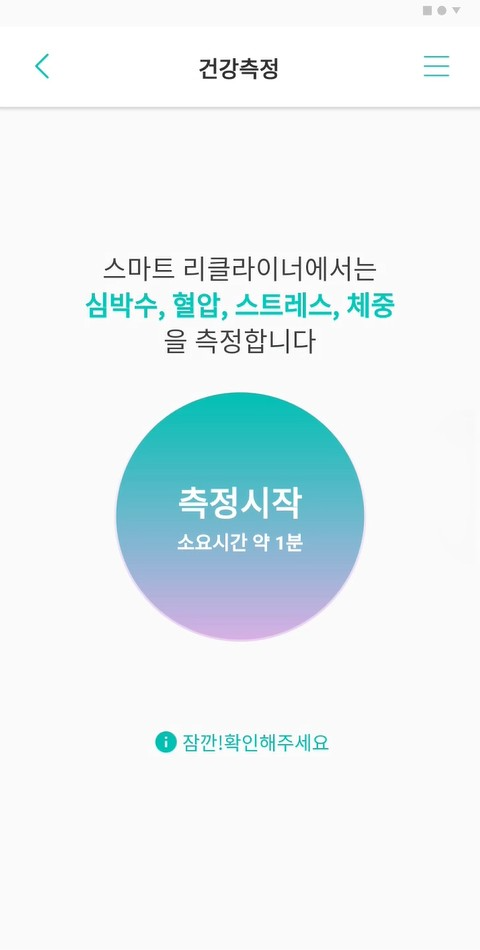 건강측정
스마트 리클라이너에서는
심박수, 혈압, 스트레스, 체중
을 측정합니다
측정시작
소요시간 약 1분
잠깐!확인해주세요